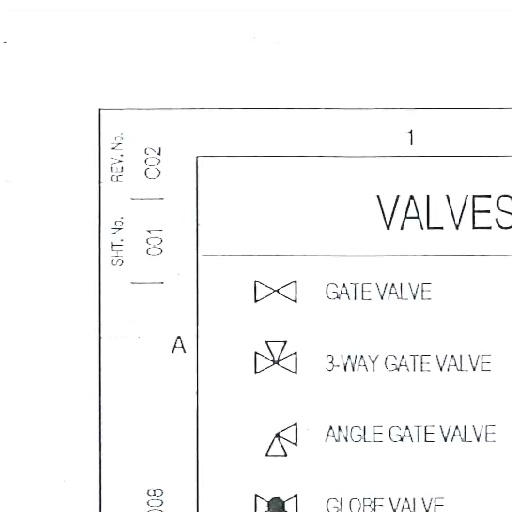 1
REV. No.
C02
SHT. No.
001
VALVES
GATE VALVE
A
3-WAY GATE VALVE
ANGLE GATE VALVE
008
GLOBE VALVE